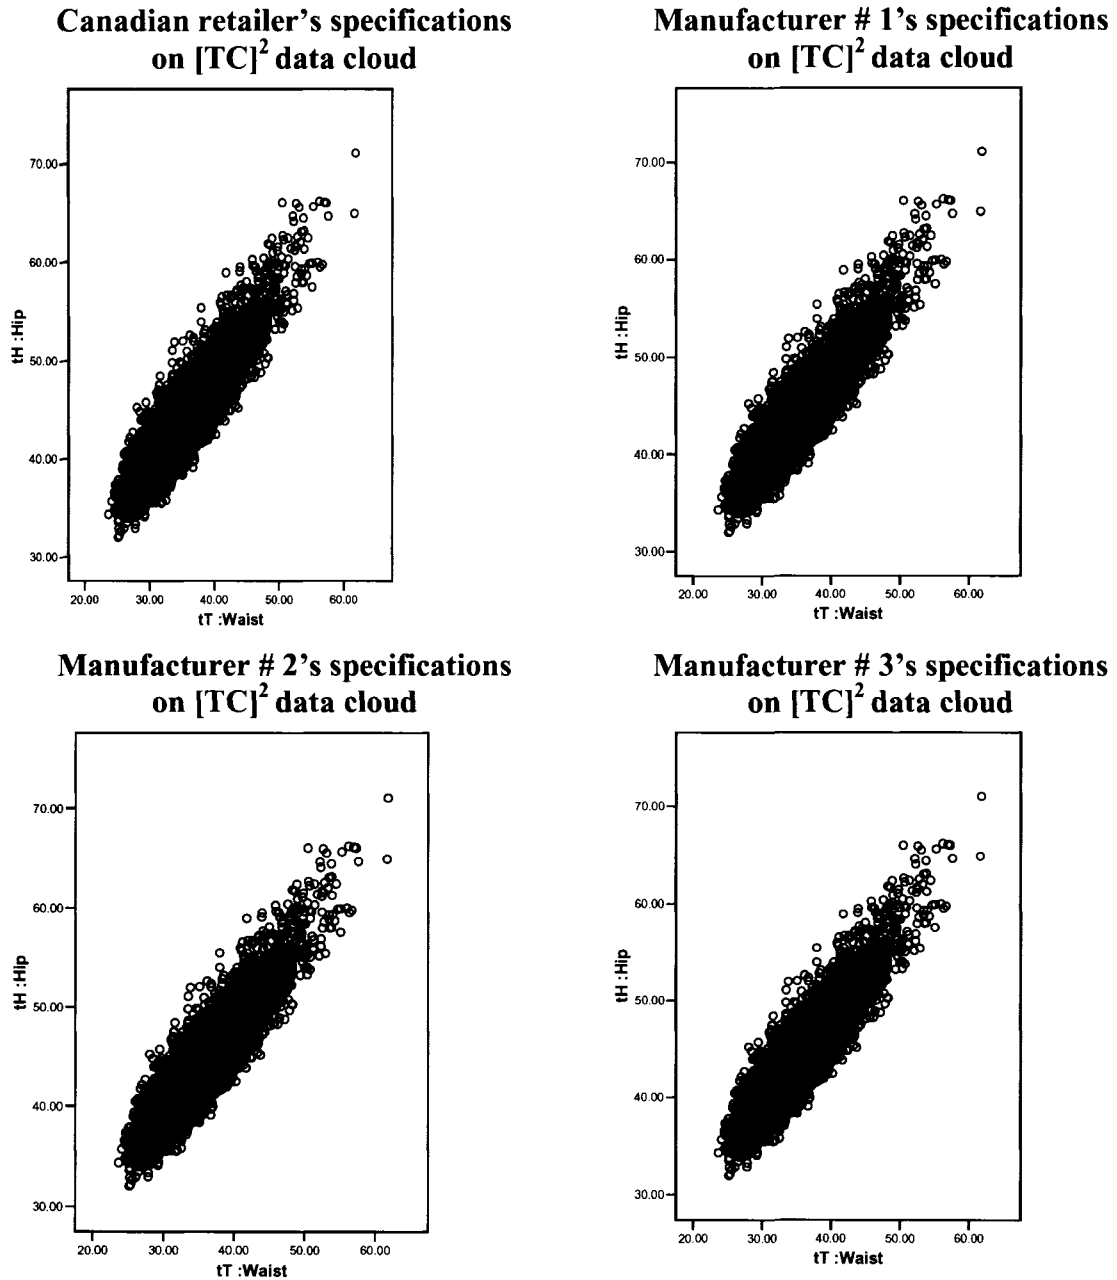 Canadian retailer's specifications
on [TC]² data cloud
70.00
60.00
50.00
40.00
30.00
tH :Hip
20.00 30.00 40.00 50.00 60.00
tT :Waist
Manufacturer # 1's specifications
on [TC]² data cloud
70.00
60.00
50.00
40.00
30.00
tH :Hip
20.00 30.00 40.00 50.00 60.00
tT :Waist
Manufacturer # 2's specifications
on [TC]² data cloud
70.00
60.00
50.00
40.00
30.00
tH :Hip
20.00 30.00 40.00 50.00 60.00
tT :Waist
Manufacturer # 3's specifications
on [TC]² data cloud
70.00
60.00
50.00
40.00
30.00
tH :Hip
20.00 30.00 40.00 50.00 60.00
tT :Waist